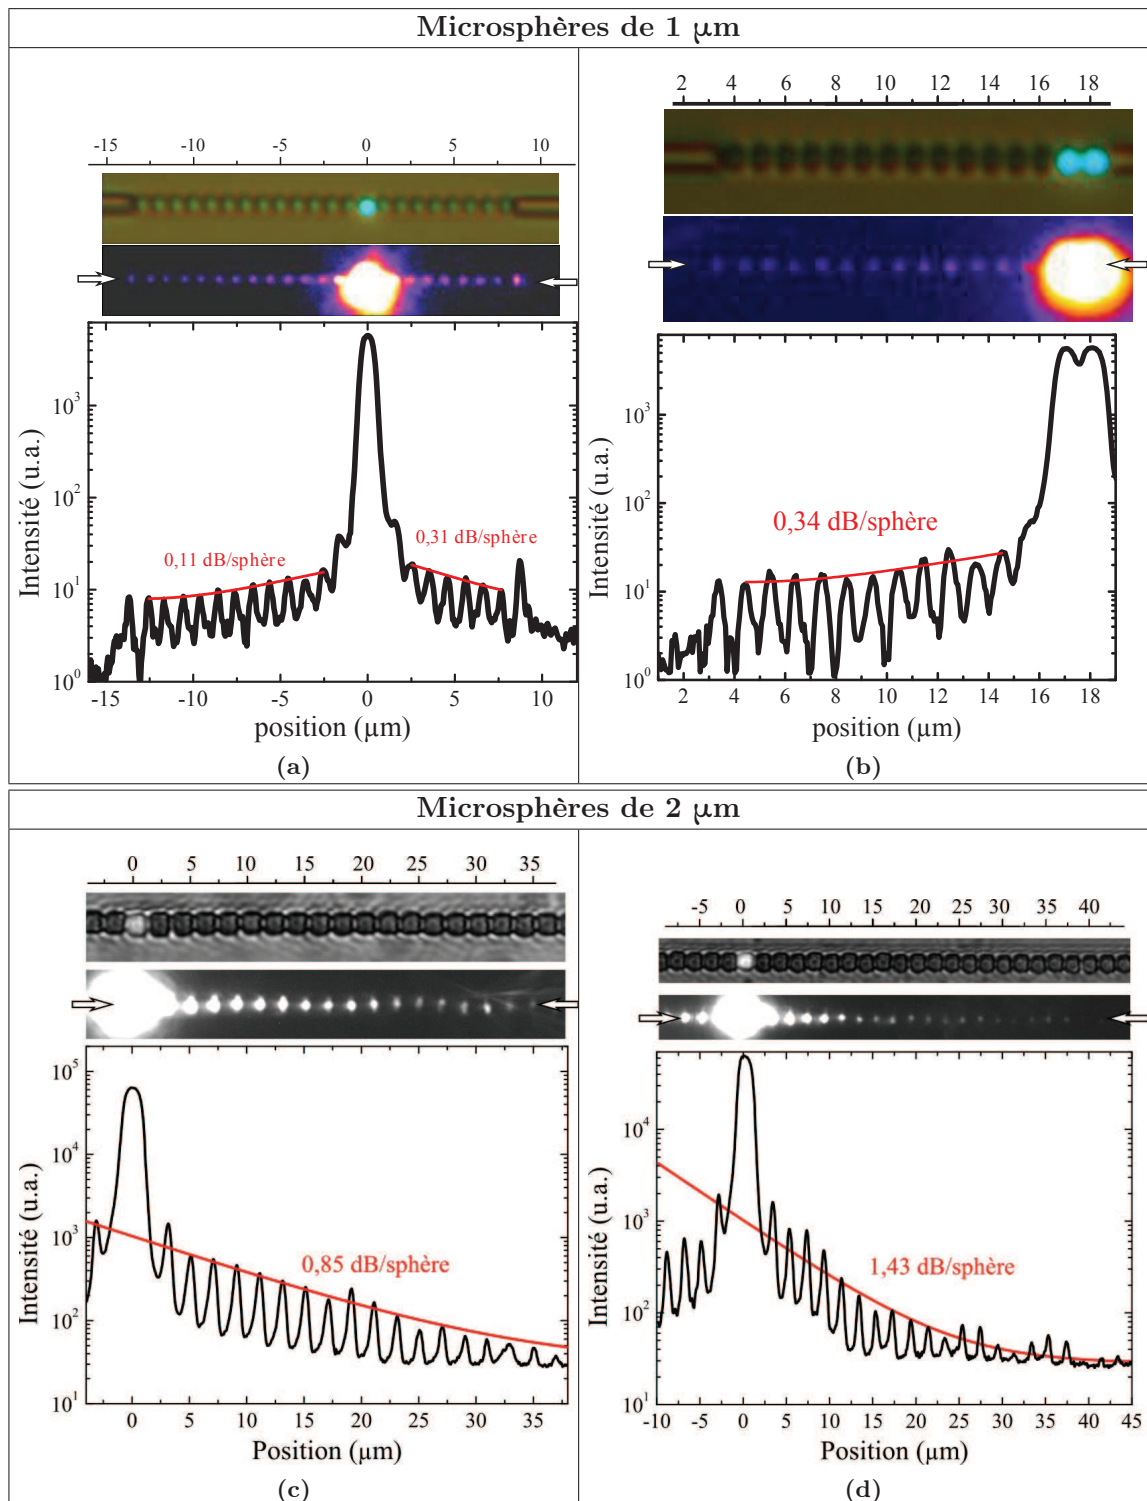 Microsphères de 1 μm
-15 -10 -5 0 5 10
Intensité (u.a.)
10³
10²
10¹
10⁰
0,11 dB/sphère
0,31 dB/sphère
-15 -10 -5 0 5 10
position (µm)
(a)
2 4 6 8 10 12 14 16 18
Intensité (u.a.)
10³
10²
10¹
10⁰
0,34 dB/sphère
2 4 6 8 10 12 14 16 18
position (µm)
(b)
Microsphères de 2 μm
0 5 10 15 20 25 30 35
Intensité (u.a.)
10⁵
10⁴
10³
10²
10¹
0,85 dB/sphère
0 5 10 15 20 25 30 35
Position (µm)
(c)
-5 0 5 10 15 20 25 30 35 40
Intensité (u.a.)
10⁴
10³
10²
10¹
1,43 dB/sphère
-10 -5 0 5 10 15 20 25 30 35 40 45
Position (µm)
(d)